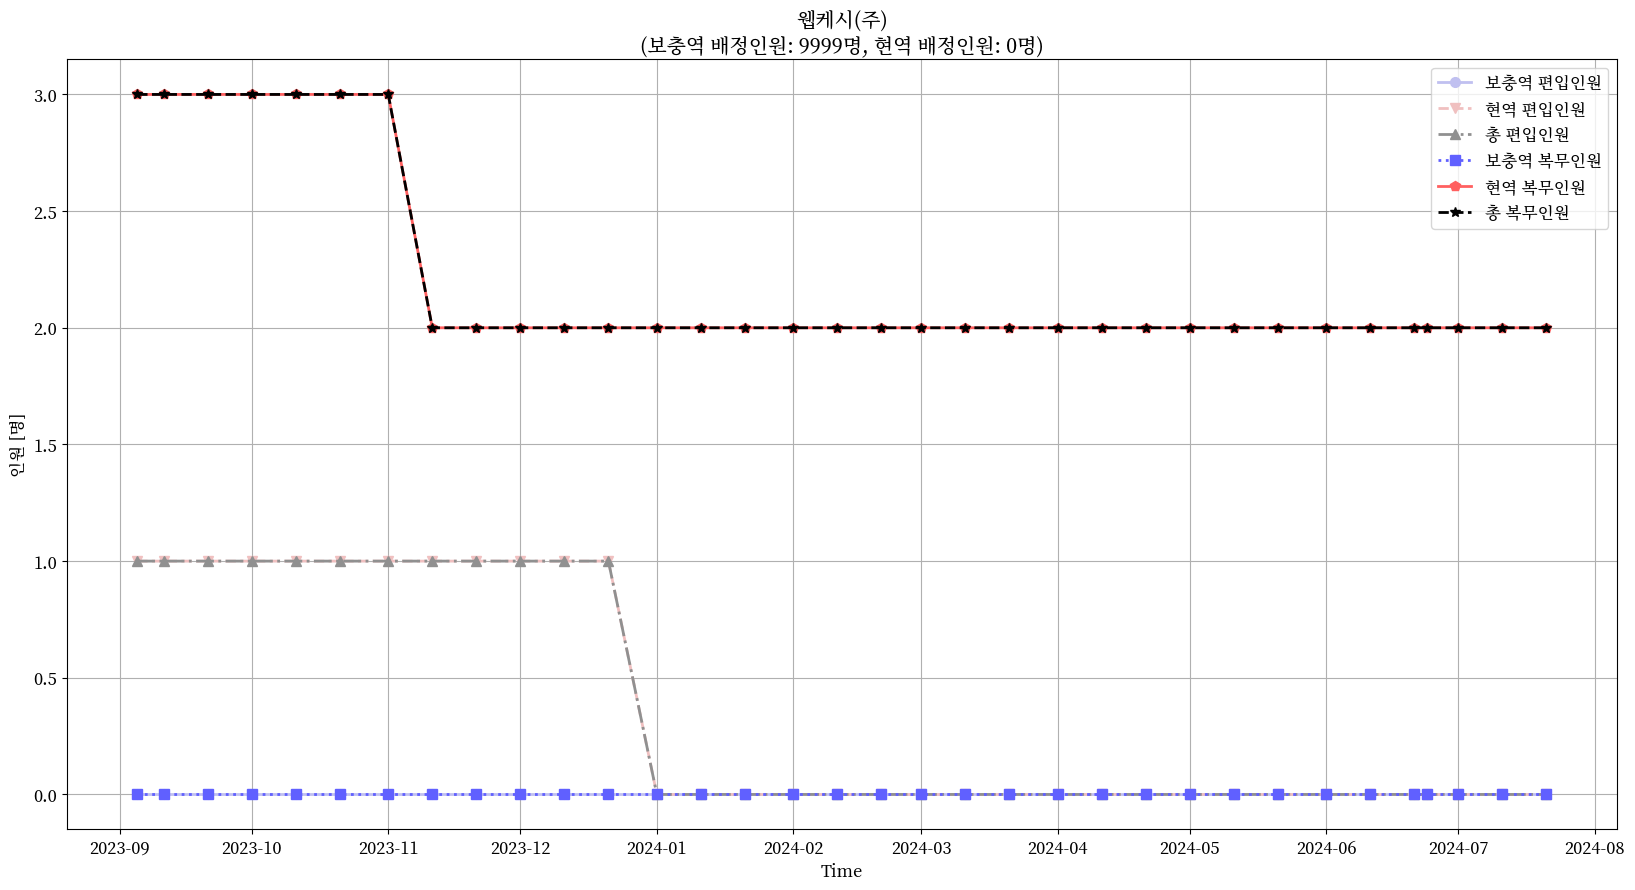 웹케시(주)
(보충역 배정인원: 9999명, 현역 배정인원: 0명)
보충역 편입인원
현역 편입인원
총 편입인원
보충역 복무인원
현역 복무인원
총 복무인원
인원 [명]
3.0
2.5
2.0
1.5
1.0
0.5
0.0
2023-09 2023-10 2023-11 2023-12 2024-01 2024-02 2024-03 2024-04 2024-05 2024-06 2024-07 2024-08
Time